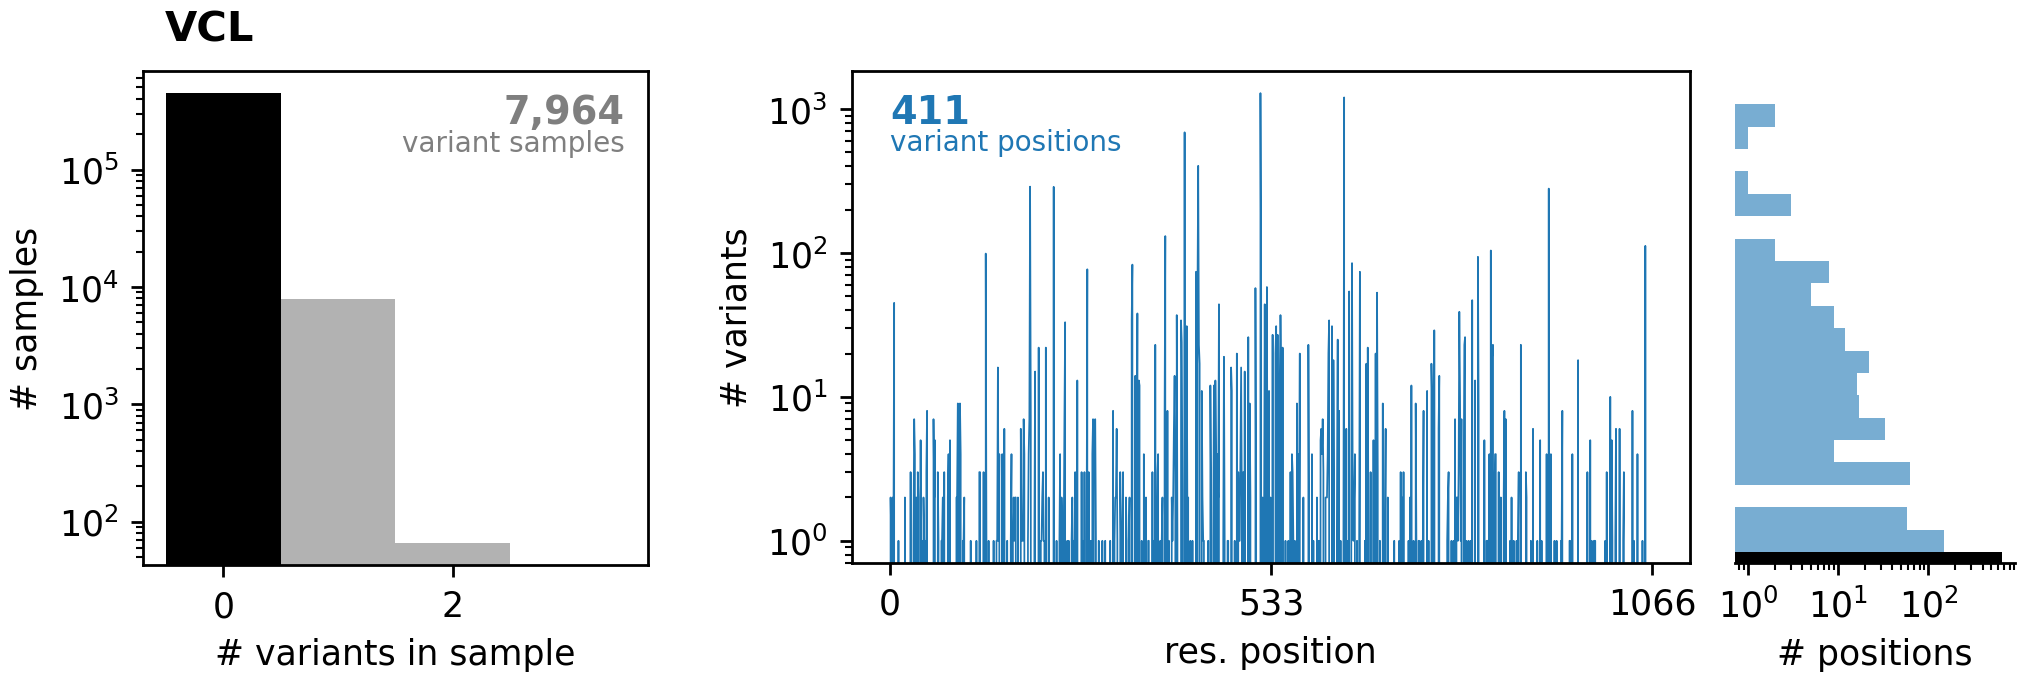 VCL
# samples
10^5
10^4
10^3
10^2
7,964
variant samples
0 2
# variants in sample
# variants
10^3
10^2
10^1
10^0
411
variant positions
0 533 1066
res. position
10^0 10^1 10^2
# positions